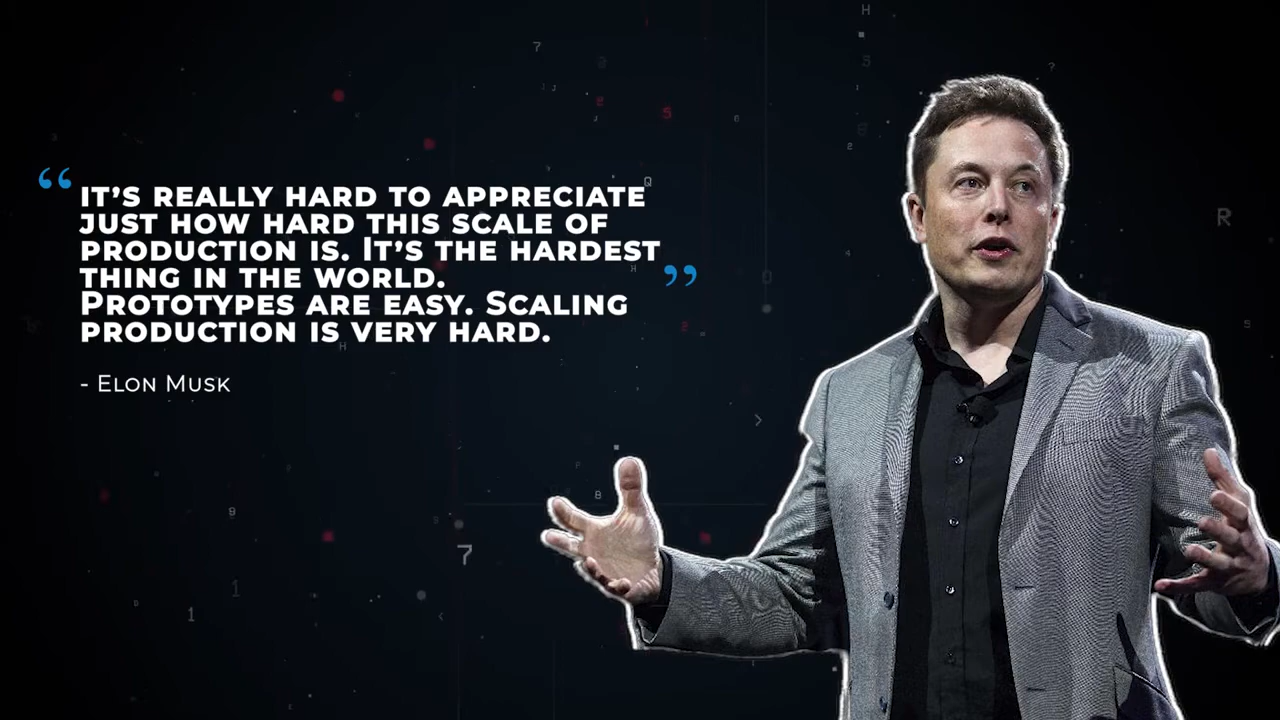 “IT’S REALLY HARD TO APPRECIATE
JUST HOW HARD THIS SCALE OF
PRODUCTION IS. IT’S THE HARDEST
THING IN THE WORLD.
PROTOTYPES ARE EASY. SCALING
PRODUCTION IS VERY HARD.”
- ELON MUSK